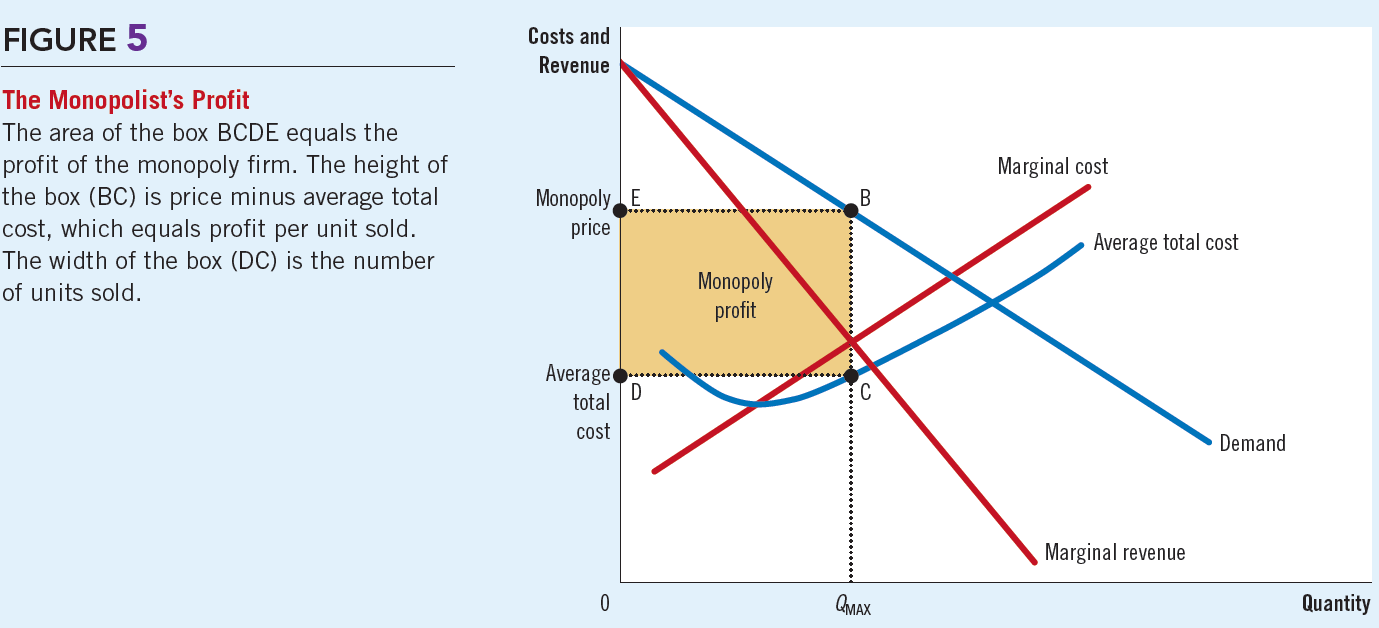 FIGURE 5
The Monopolist’s Profit
The area of the box BCDE equals the
profit of the monopoly firm. The height of
the box (BC) is price minus average total
cost, which equals profit per unit sold.
The width of the box (DC) is the number
of units sold.
Costs and
Revenue
Marginal cost
Monopoly
price
E
B
Average total cost
Monopoly
profit
Average
total
cost
D
C
Demand
Marginal revenue
0
QMAX
Quantity